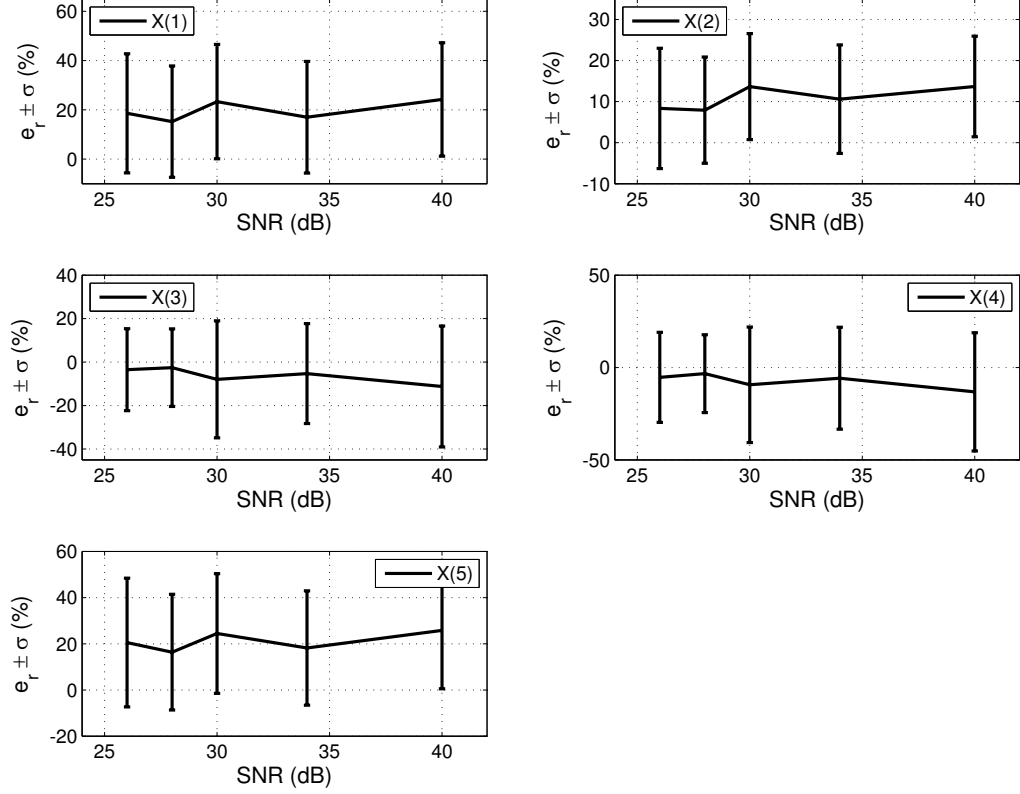 X(1)
60
40
20
0
e_r ± σ (%)
25 30 35 40
SNR (dB)
X(2)
30
20
10
0
-10
e_r ± σ (%)
25 30 35 40
SNR (dB)
X(3)
40
20
0
-20
-40
e_r ± σ (%)
25 30 35 40
SNR (dB)
X(4)
50
0
-50
e_r ± σ (%)
25 30 35 40
SNR (dB)
X(5)
60
40
20
0
-20
e_r ± σ (%)
25 30 35 40
SNR (dB)